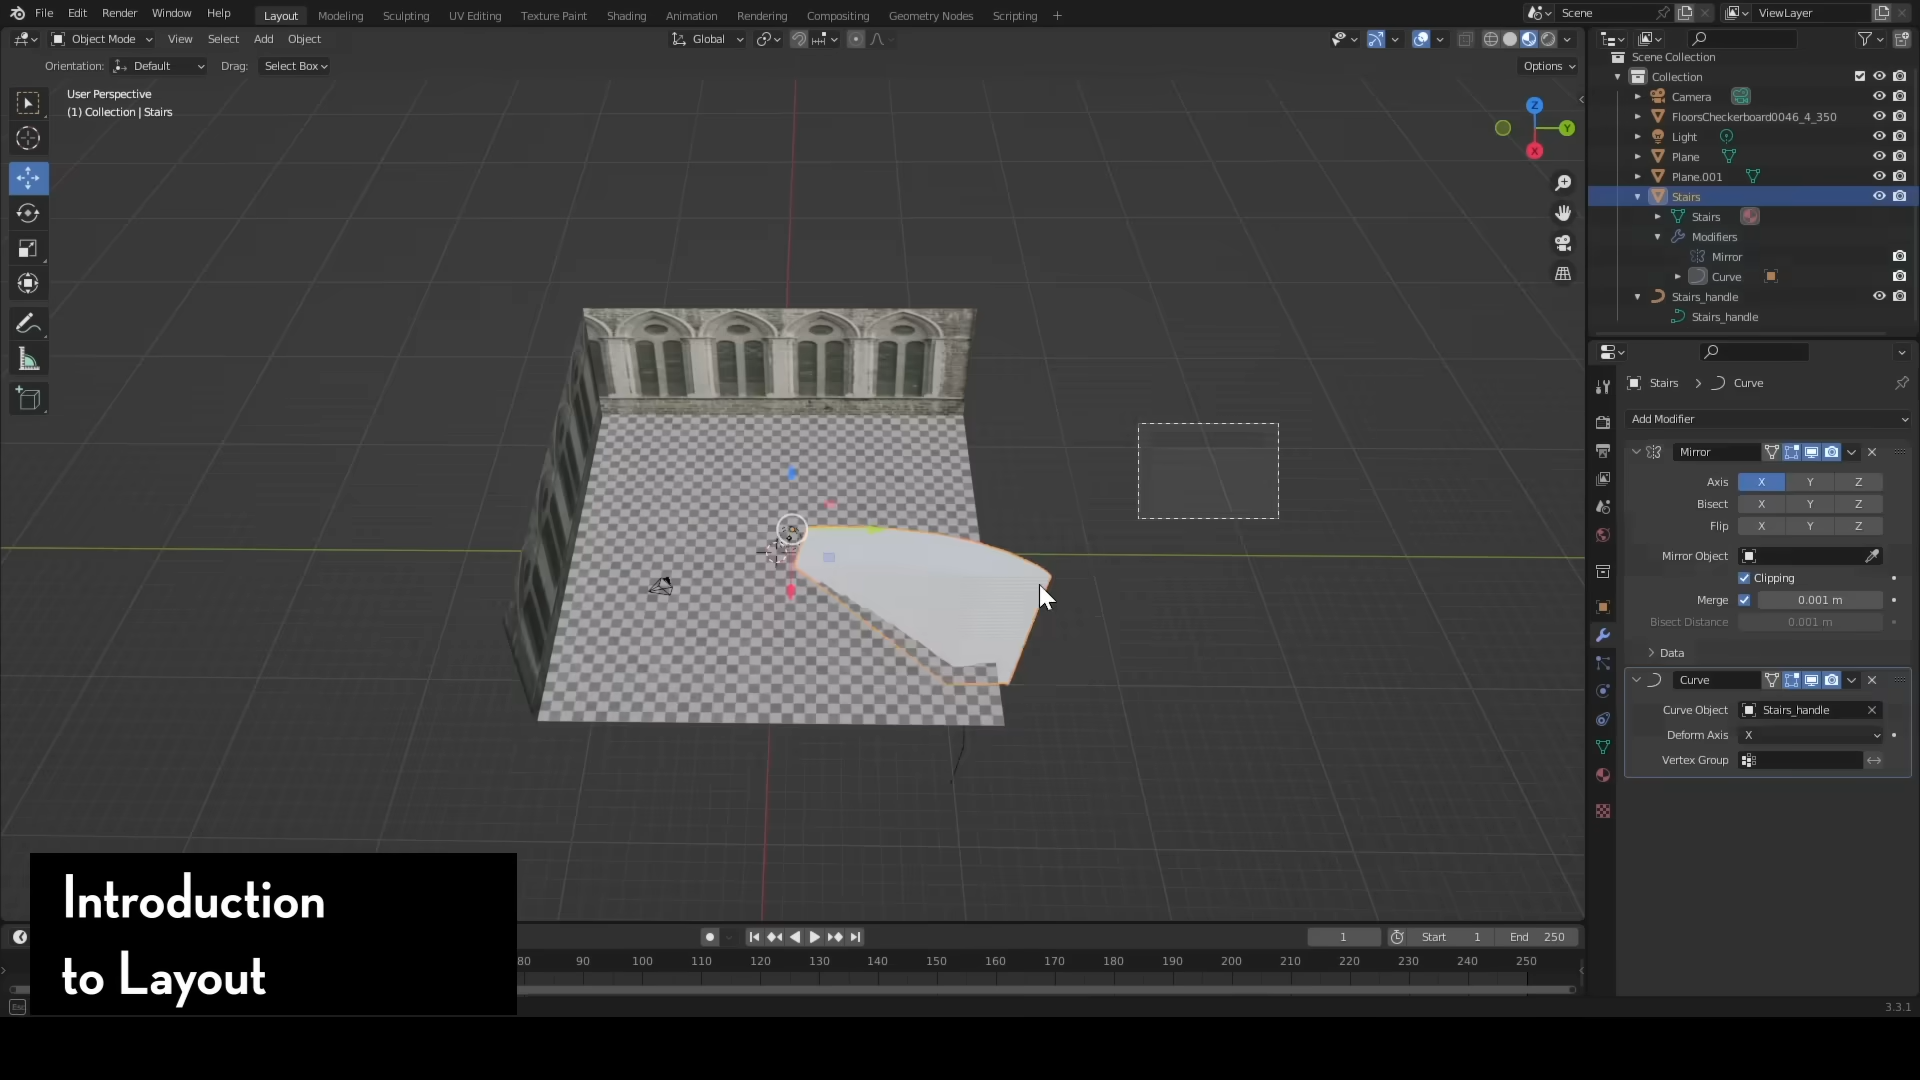 File Edit Render Window Help Layout Modeling Sculpting UV Editing Texture Paint Shading Animation Rendering Compositing Geometry Nodes Scripting + Scene ViewLayer
Object Mode View Select Add Object Global
Orientation: Default Drag: Select Box Options
User Perspective
(1) Collection | Stairs
Z
Y
X
Scene Collection
Collection
Camera
FloorsCheckerboard0046_4_350
Light
Plane
Plane.001
Stairs
Stairs
Modifiers
Mirror
Curve
Stairs_handle
Stairs_handle
Stairs > Curve
Add Modifier
Mirror
Axis X Y Z
Bisect X Y Z
Flip X Y Z
Mirror Object
Clipping
Merge 0.001 m
Bisect Distance 0.001 m
Data
Curve
Curve Object Stairs_handle
Deform Axis X
Vertex Group
Introduction
to Layout
1 Start 1 End 250
80 90 100 110 120 130 140 150 160 170 180 190 200 210 220 230 240 250
Esc
3.3.1